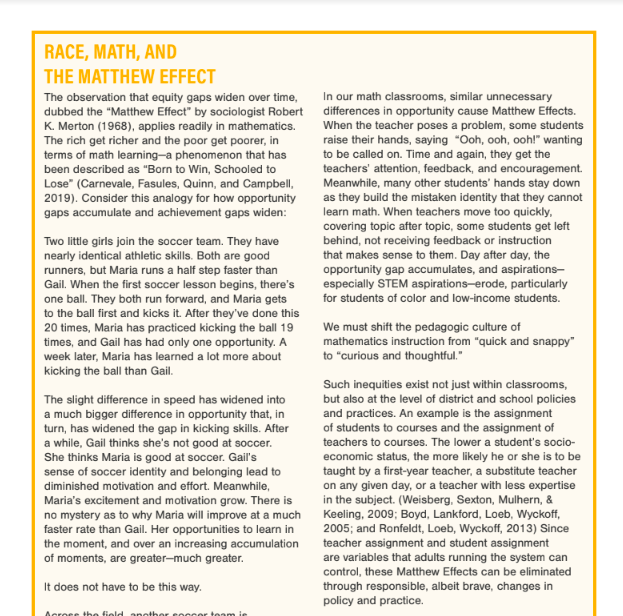 RACE, MATH, AND
THE MATTHEW EFFECT
The observation that equity gaps widen over time,
dubbed the “Matthew Effect” by sociologist Robert
K. Merton (1968), applies readily in mathematics.
The rich get richer and the poor get poorer, in
terms of math learning—a phenomenon that has
been described as “Born to Win, Schooled to
Lose” (Carnevale, Fasules, Quinn, and Campbell,
2019). Consider this analogy for how opportunity
gaps accumulate and achievement gaps widen:
Two little girls join the soccer team. They have
nearly identical athletic skills. Both are good
runners, but Maria runs a half step faster than
Gail. When the first soccer lesson begins, there’s
one ball. They both run forward, and Maria gets
to the ball first and kicks it. After they’ve done this
20 times, Maria has practiced kicking the ball 19
times, and Gail has had only one opportunity. A
week later, Maria has learned a lot more about
kicking the ball than Gail.
The slight difference in speed has widened into
a much bigger difference in opportunity that, in
turn, has widened the gap in kicking skills. After
a while, Gail thinks she’s not good at soccer.
She thinks Maria is good at soccer. Gail’s
sense of soccer identity and belonging lead to
diminished motivation and effort. Meanwhile,
Maria’s excitement and motivation grow. There is
no mystery as to why Maria will improve at a much
faster rate than Gail. Her opportunities to learn in
the moment, and over an increasing accumulation
of moments, are greater—much greater.
It does not have to be this way.
Across the field, another soccer team is
In our math classrooms, similar unnecessary
differences in opportunity cause Matthew Effects.
When the teacher poses a problem, some students
raise their hands, saying “Ooh, ooh, ooh!” wanting
to be called on. Time and again, they get the
teachers’ attention, feedback, and encouragement.
Meanwhile, many other students’ hands stay down
as they build the mistaken identity that they cannot
learn math. When teachers move too quickly,
covering topic after topic, some students get left
behind, not receiving feedback or instruction
that makes sense to them. Day after day, the
opportunity gap accumulates, and aspirations—
especially STEM aspirations—erode, particularly
for students of color and low-income students.
We must shift the pedagogic culture of
mathematics instruction from “quick and snappy”
to “curious and thoughtful.”
Such inequities exist not just within classrooms,
but also at the level of district and school policies
and practices. An example is the assignment
of students to courses and the assignment of
teachers to courses. The lower a student’s socio-
economic status, the more likely he or she is to be
taught by a first-year teacher, a substitute teacher
on any given day, or a teacher with less expertise
in the subject. (Weisberg, Sexton, Mulhern, &
Keeling, 2009; Boyd, Lankford, Loeb, Wyckoff,
2005; and Ronfeldt, Loeb, Wyckoff, 2013) Since
teacher assignment and student assignment
are variables that adults running the system can
control, these Matthew Effects can be eliminated
through responsible, albeit brave, changes in
policy and practice.